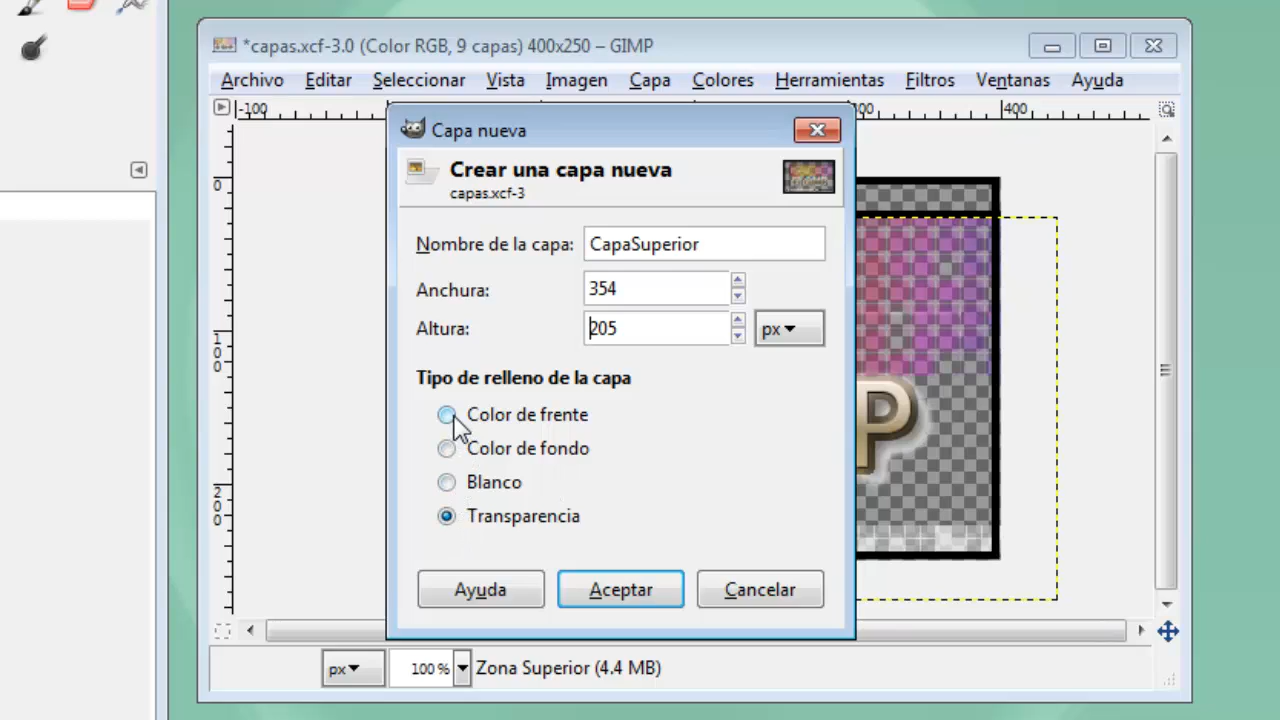 *capas.xcf-3.0 (Color RGB, 9 capas) 400x250 – GIMP
Archivo Editar Seleccionar Vista Imagen Capa Colores Herramientas Filtros Ventanas Ayuda
-100 400
Capa nueva
Crear una capa nueva
capas.xcf-3
0
Nombre de la capa: CapaSuperior
Anchura: 354
Altura: 205 px
100
Tipo de relleno de la capa
Color de frente
P
Color de fondo
Blanco
200
Transparencia
Ayuda Aceptar Cancelar
px 100 % Zona Superior (4.4 MB)